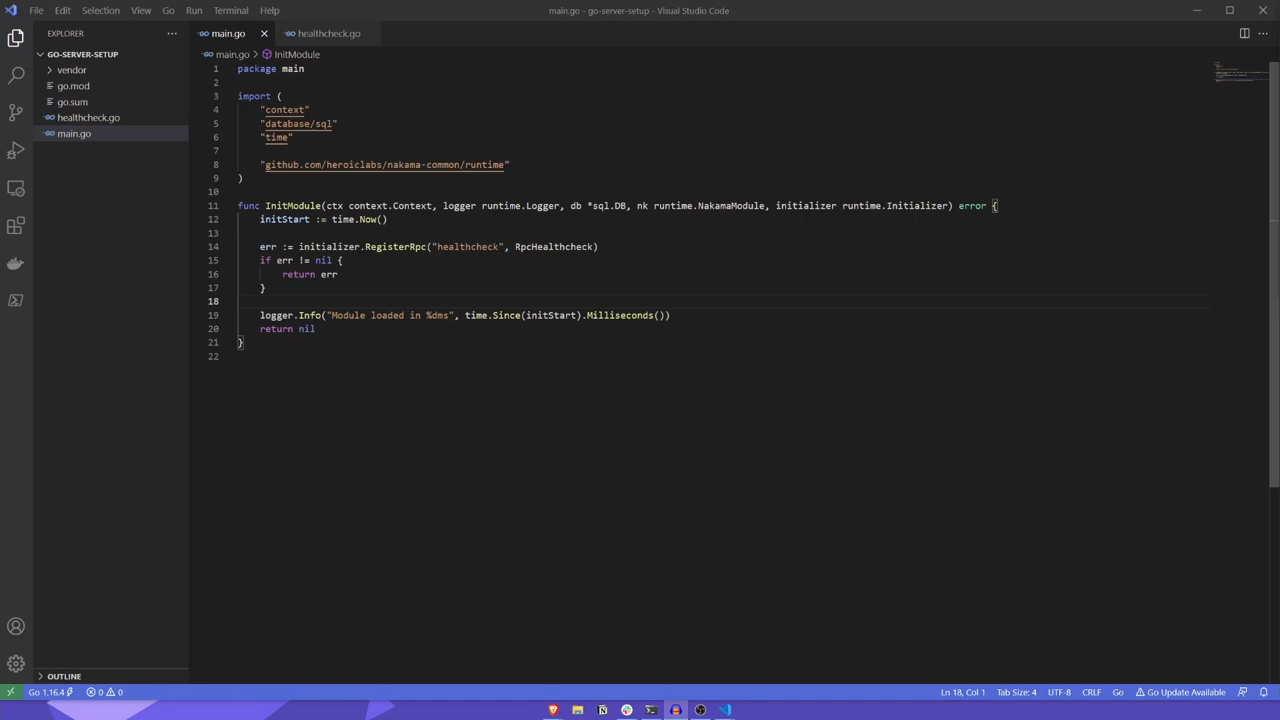 File Edit Selection View Go Run Terminal Help
main.go - go-server-setup - Visual Studio Code
EXPLORER
GO-SERVER-SETUP
vendor
go.mod
go.sum
healthcheck.go
main.go
OUTLINE
main.go
healthcheck.go
main.go > InitModule
1 package main
2
3 import (
4 "context"
5 "database/sql"
6 "time"
7
8 "github.com/heroiclabs/nakama-common/runtime"
9 )
10
11 func InitModule(ctx context.Context, logger runtime.Logger, db *sql.DB, nk runtime.NakamaModule, initializer runtime.Initializer) error {
12 initStart := time.Now()
13
14 err := initializer.RegisterRpc("healthcheck", RpcHealthcheck)
15 if err != nil {
16 return err
17 }
18
19 logger.Info("Module loaded in %dms", time.Since(initStart).Milliseconds())
20 return nil
21 }
22
Go 1.16.4 0 0
Ln 18, Col 1 Tab Size: 4 UTF-8 CRLF Go Go Update Available